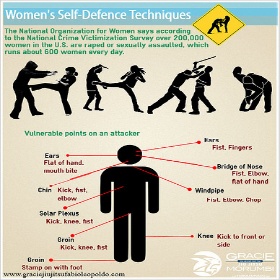 Women's Self-Defence Techniques
The National Organization for Women says according
to the National Crime Victimization Survey over 200,000
women in the U.S. are raped or sexually assaulted, which
runs about 600 women every day.
Vulnerable points on an attacker
Ears
Fist, Fingers
Ears
Flat of hand,
mouth bite
Bridge of Nose
Fist, Elbow,
flat of hand
Chin
Kick, fist,
elbow
Windpipe
Fist, Elbow, Chop
Solar Plexus
Kick, knee, fist
Groin
Kick, knee, fist
Knee
Kick to front or
side
Groin
Stamp on with foot
GRACIE
MORUMBI
www.graciejiujitsufabioleopoldo.com